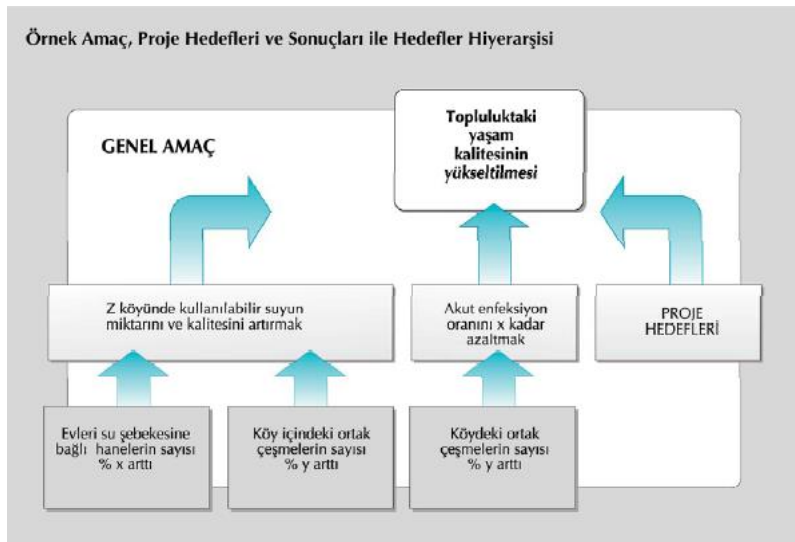 Örnek Amaç, Proje Hedefleri ve Sonuçları ile Hedefler Hiyerarşisi
GENEL AMAÇ
Topluluktaki
yaşam
kalitesinin
yükseltilmesi
Z köyünde kullanılabilir suyun
miktarını ve kalitesini artırmak
Akut enfeksiyon
oranını x kadar
azaltmak
PROJE
HEDEFLERİ
Evleri su şebekesine
bağlı hanelerin sayısı
% x arttı
Köy içindeki ortak
çeşmelerin sayısı
% y arttı
Köydeki ortak
çeşmelerin sayısı
% y arttı